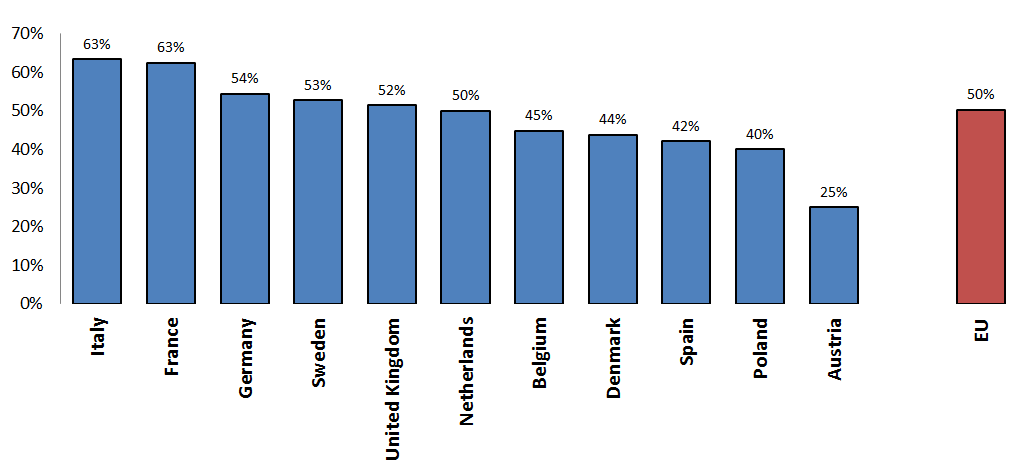 70%
60%
50%
40%
30%
20%
10%
0%
63%
63%
54%
53%
52%
50%
45%
44%
42%
40%
25%
50%
Italy
France
Germany
Sweden
United Kingdom
Netherlands
Belgium
Denmark
Spain
Poland
Austria
EU